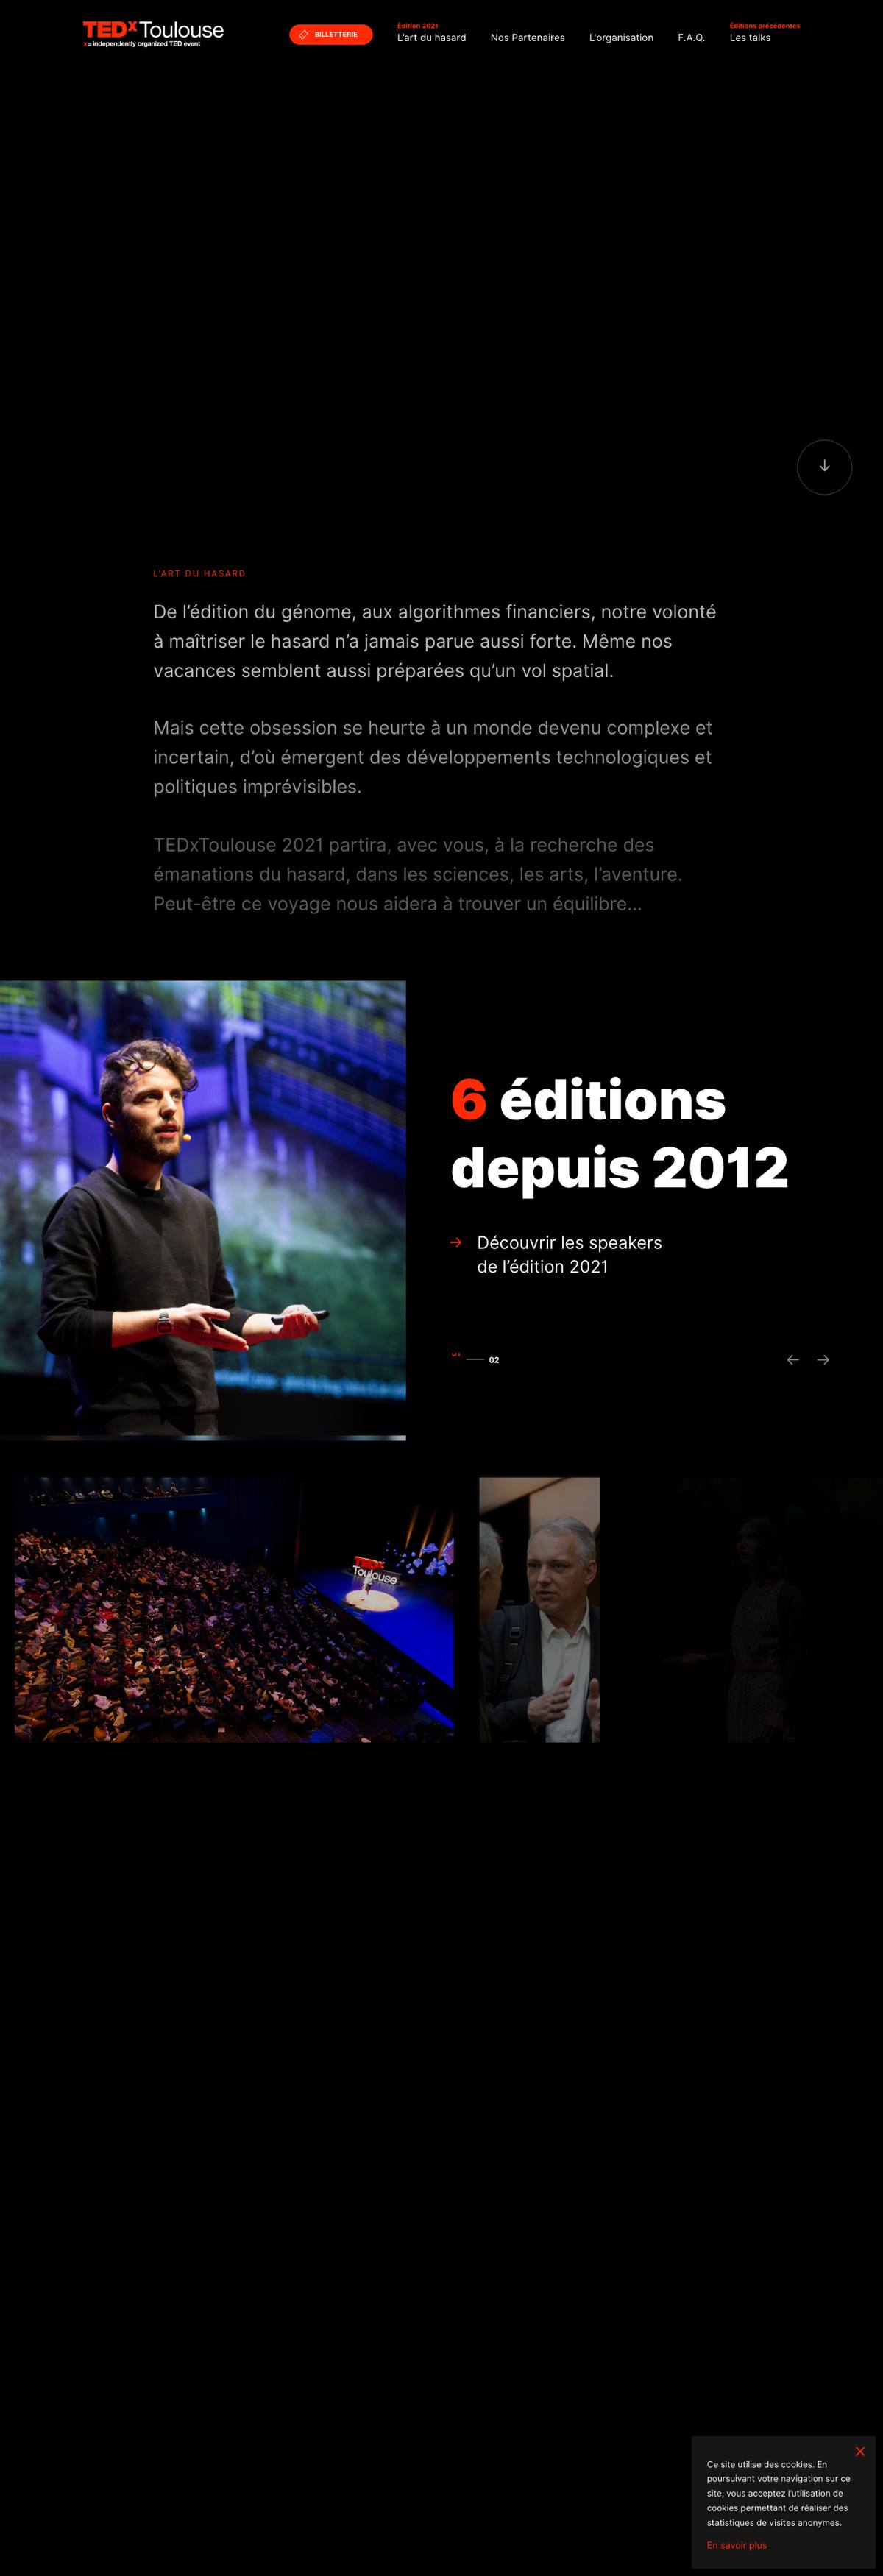 TEDxToulouse
x = independently organized TED event
BILLETTERIE
Édition 2021
L’art du hasard
Nos Partenaires
L'organisation
F.A.Q.
Éditions précédentes
Les talks
L'ART DU HASARD
De l’édition du génome, aux algorithmes financiers, notre volonté
à maîtriser le hasard n’a jamais parue aussi forte. Même nos
vacances semblent aussi préparées qu’un vol spatial.
Mais cette obsession se heurte à un monde devenu complexe et
incertain, d’où émergent des développements technologiques et
politiques imprévisibles.
TEDxToulouse 2021 partira, avec vous, à la recherche des
émanations du hasard, dans les sciences, les arts, l’aventure.
Peut-être ce voyage nous aidera à trouver un équilibre...
6 éditions
depuis 2012
Découvrir les speakers
de l’édition 2021
02
TEDx
Toulouse
Ce site utilise des cookies. En
poursuivant votre navigation sur ce
site, vous acceptez l’utilisation de
cookies permettant de réaliser des
statistiques de visites anonymes.
En savoir plus